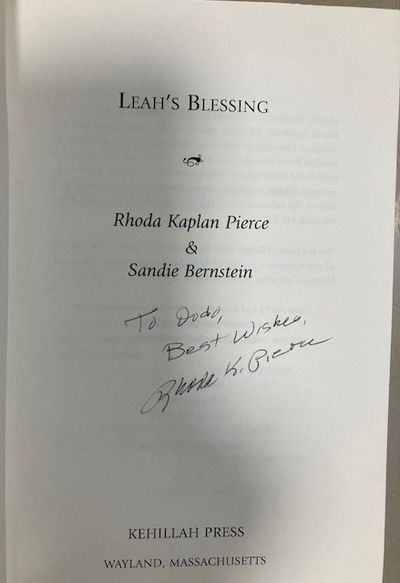 LEAH'S BLESSING
Rhoda Kaplan Pierce
&
Sandie Bernstein
To Dodo,
Best Wishes,
Rhoda K. Pierce
KEHILLAH PRESS
WAYLAND, MASSACHUSETTS